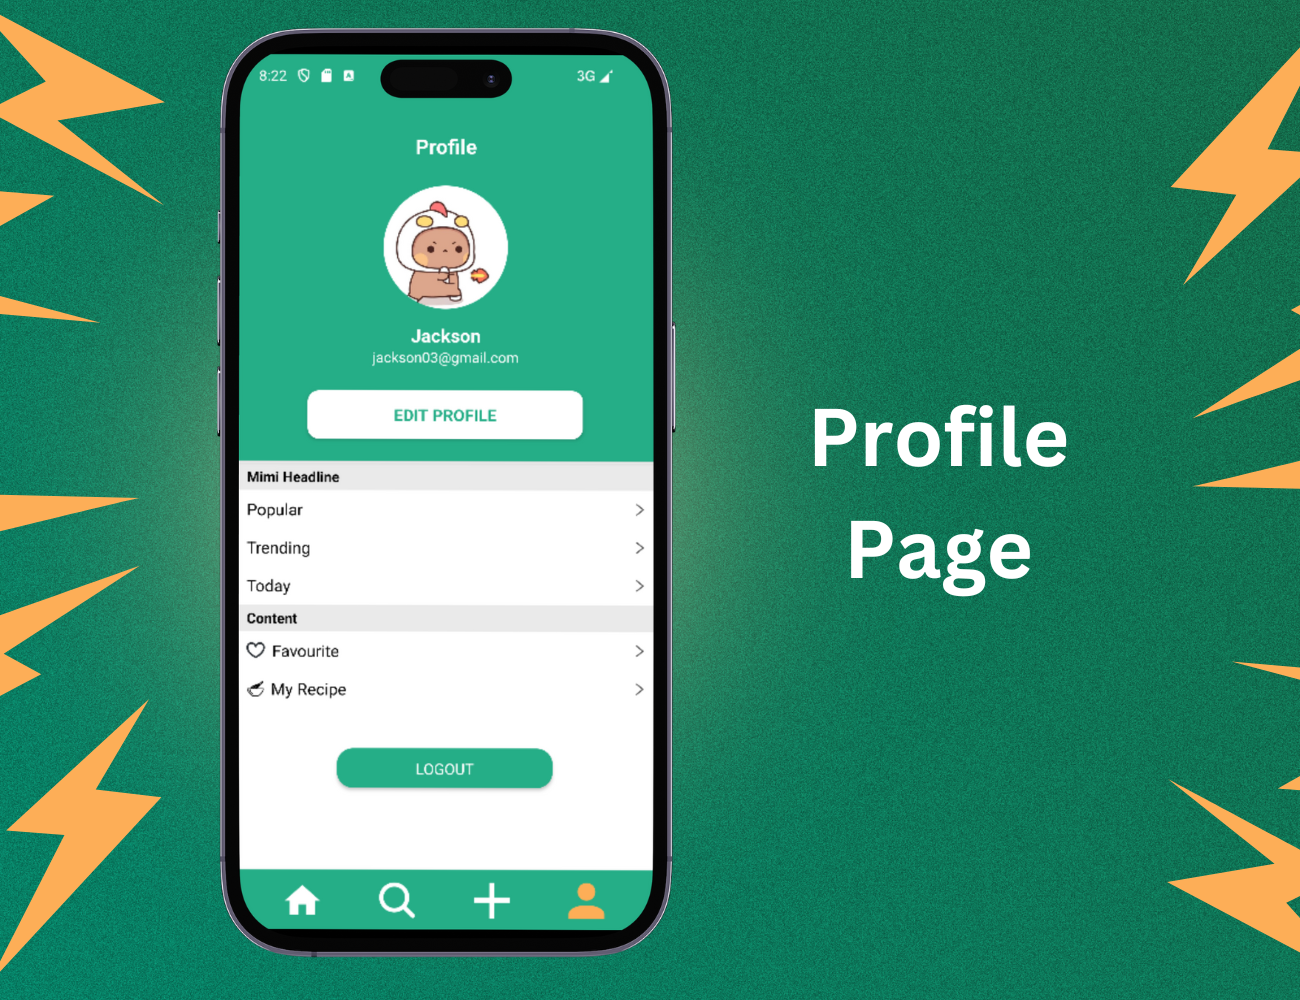 8:22 3G
Profile
Jackson
jackson03@gmail.com
EDIT PROFILE
Mimi Headline
Popular
Trending
Today
Content
Favourite
My Recipe
LOGOUT
Profile
Page